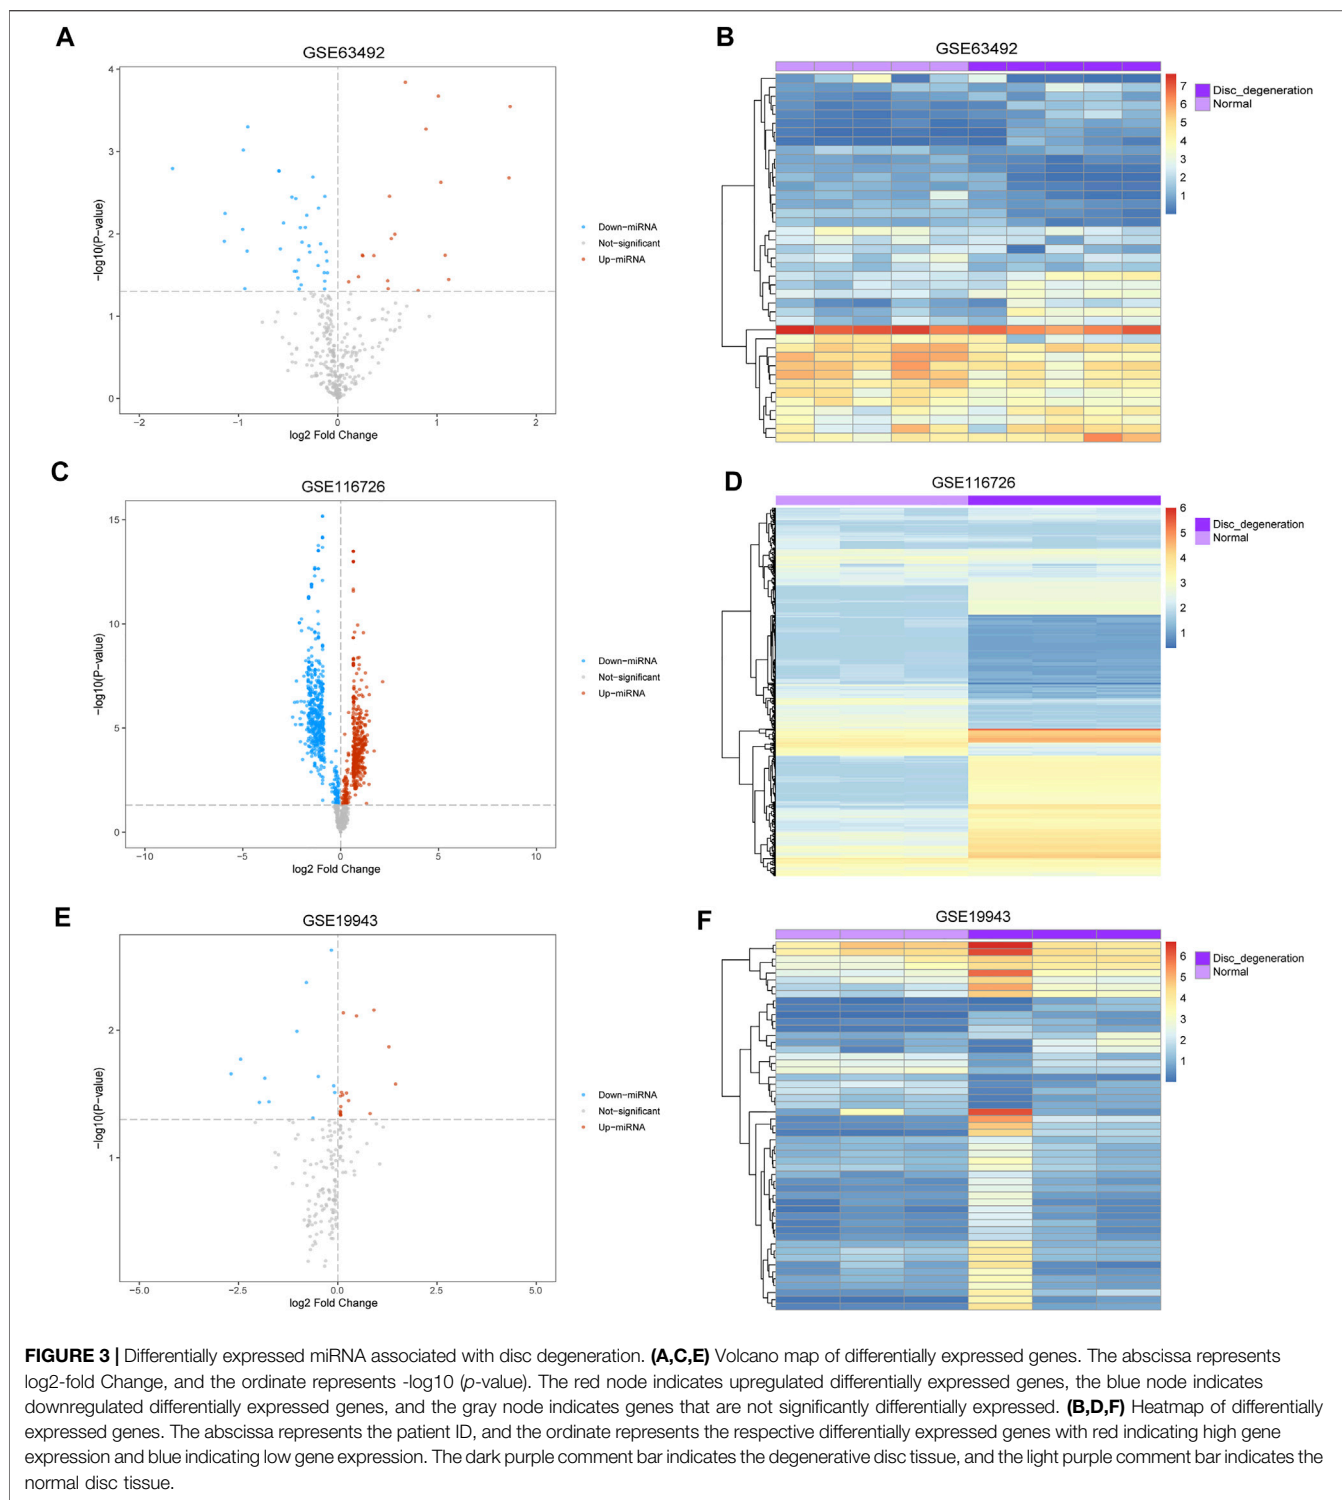 A
GSE63492
−log10(P−value)
4
3
2
1
0
−2
−1
0
1
2
log2 Fold Change
Down−miRNA
Not−significant
Up−miRNA
B
GSE63492
7
6
5
4
3
2
1
Disc_degeneration
Normal
C
GSE116726
−log10(P−value)
15
10
5
0
−10
−5
0
5
10
log2 Fold Change
Down−miRNA
Not−significant
Up−miRNA
D
GSE116726
6
5
4
3
2
1
Disc_degeneration
Normal
E
GSE19943
−log10(P−value)
2
1
−5.0
−2.5
0.0
2.5
5.0
log2 Fold Change
Down−miRNA
Not−significant
Up−miRNA
F
GSE19943
6
5
4
3
2
1
Disc_degeneration
Normal
FIGURE 3 | Differentially expressed miRNA associated with disc degeneration. (A,C,E) Volcano map of differentially expressed genes. The abscissa represents
log2-fold Change, and the ordinate represents -log10 (p-value). The red node indicates upregulated differentially expressed genes, the blue node indicates
downregulated differentially expressed genes, and the gray node indicates genes that are not significantly differentially expressed. (B,D,F) Heatmap of differentially
expressed genes. The abscissa represents the patient ID, and the ordinate represents the respective differentially expressed genes with red indicating high gene
expression and blue indicating low gene expression. The dark purple comment bar indicates the degenerative disc tissue, and the light purple comment bar indicates the
normal disc tissue.